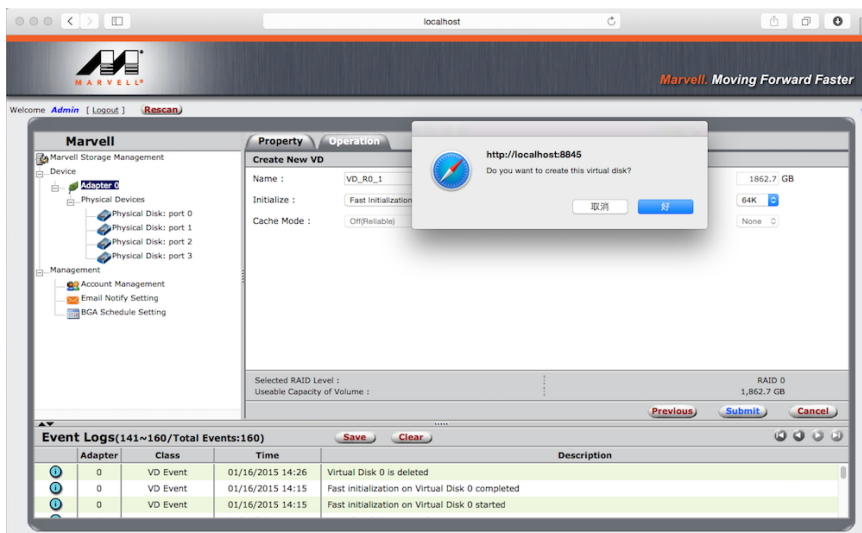 localhost
MARVELL®
Marvell. Moving Forward Faster
Welcome Admin [ Logout ] Rescan
Marvell
Marvell Storage Management
Device
Adapter 0
Physical Devices
Physical Disk: port 0
Physical Disk: port 1
Physical Disk: port 2
Physical Disk: port 3
Management
Account Management
Email Notify Setting
BGA Schedule Setting
Property Operation
Create New VD
Name : VD_R0_1 1862.7 GB
Initialize : Fast Initialization 64K
Cache Mode : Off(Reliable) None
http://localhost:8845
Do you want to create this virtual disk?
取消 好
Selected RAID Level : RAID 0
Useable Capacity of Volume : 1,862.7 GB
Previous Submit Cancel
Event Logs(141~160/Total Events:160) Save Clear
Adapter Class Time Description
0 VD Event 01/16/2015 14:26 Virtual Disk 0 is deleted
0 VD Event 01/16/2015 14:15 Fast initialization on Virtual Disk 0 completed
0 VD Event 01/16/2015 14:15 Fast initialization on Virtual Disk 0 started